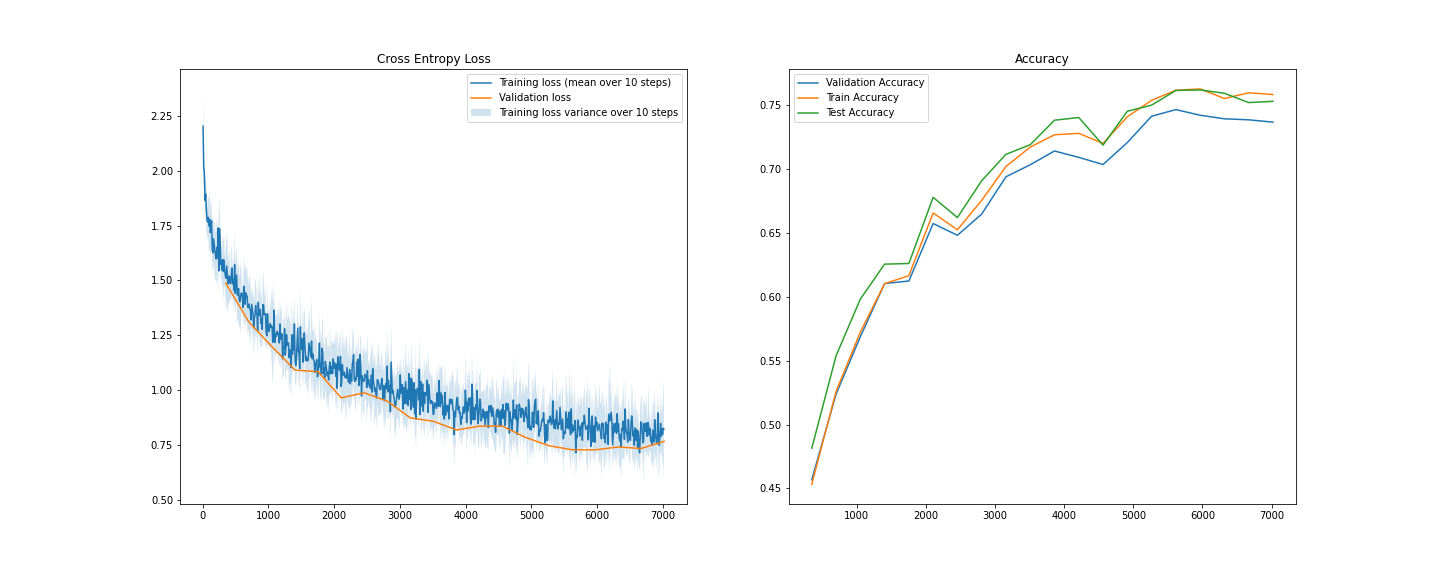 Cross Entropy Loss
Training loss (mean over 10 steps)
Validation loss
Training loss variance over 10 steps
2.25
2.00
1.75
1.50
1.25
1.00
0.75
0.50
0 1000 2000 3000 4000 5000 6000 7000
Accuracy
Validation Accuracy
Train Accuracy
Test Accuracy
0.75
0.70
0.65
0.60
0.55
0.50
0.45
1000 2000 3000 4000 5000 6000 7000